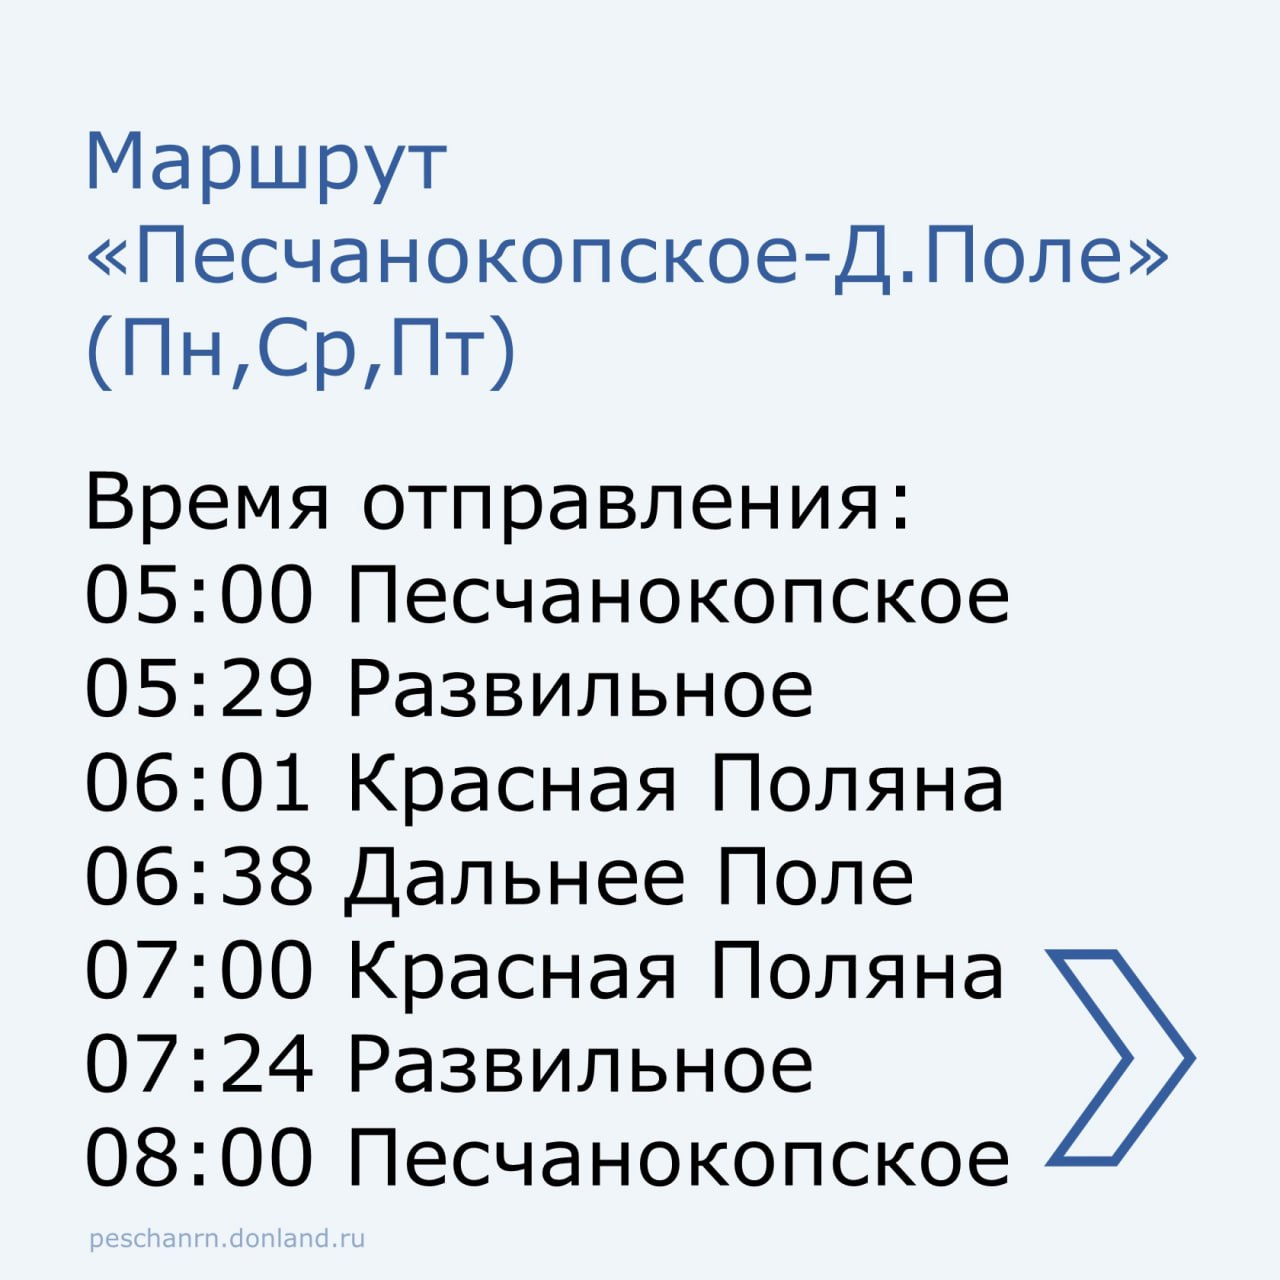 Маршрут
«Песчанокопское-Д.Поле»
(Пн,Ср,Пт)
Время отправления:
05:00 Песчанокопское
05:29 Развильное
06:01 Красная Поляна
06:38 Дальнее Поле
07:00 Красная Поляна
07:24 Развильное
08:00 Песчанокопское
peschanrn.donland.ru